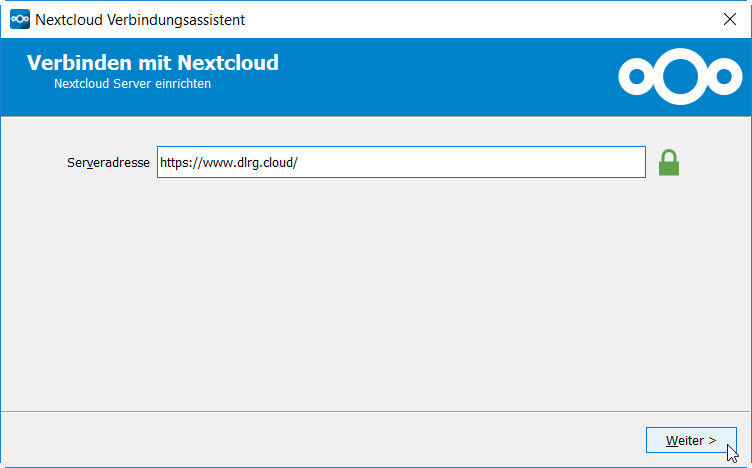 Nextcloud Verbindungsassistent
Verbinden mit Nextcloud
Nextcloud Server einrichten
Serveradresse https://www.dlrg.cloud/
Weiter >